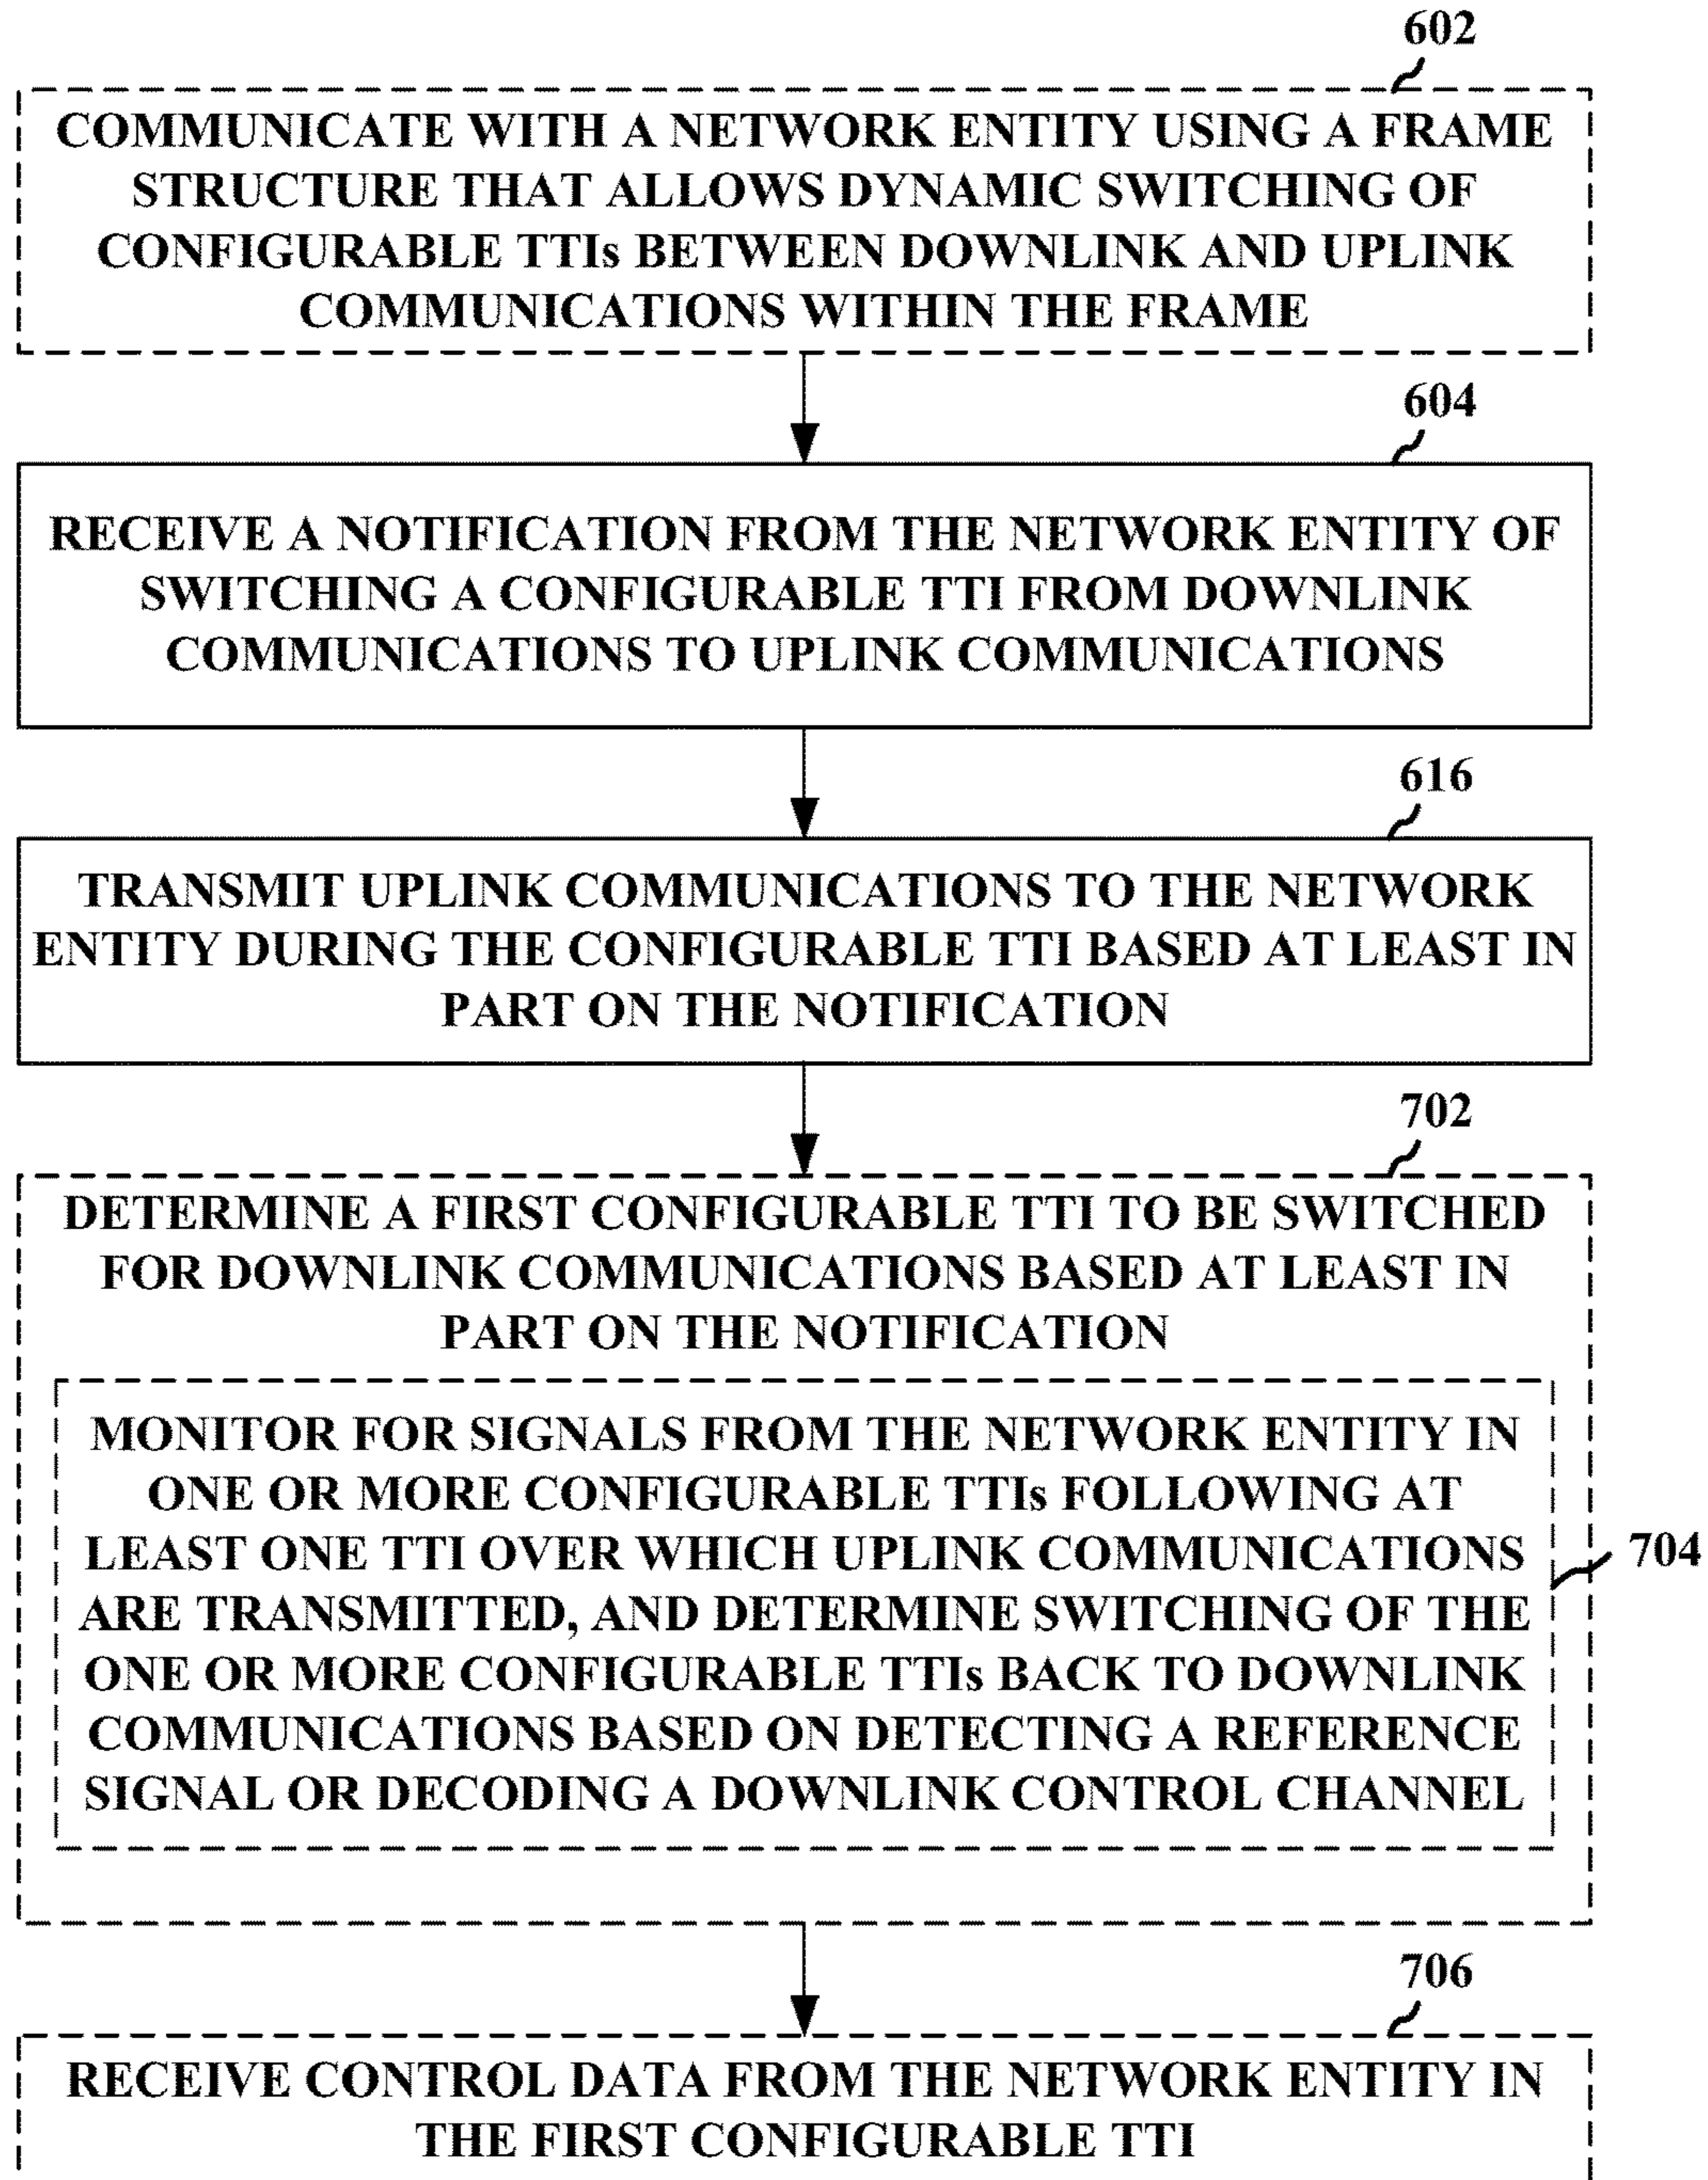 602
COMMUNICATE WITH A NETWORK ENTITY USING A FRAME
STRUCTURE THAT ALLOWS DYNAMIC SWITCHING OF
CONFIGURABLE TTIs BETWEEN DOWNLINK AND UPLINK
COMMUNICATIONS WITHIN THE FRAME
604
RECEIVE A NOTIFICATION FROM THE NETWORK ENTITY OF
SWITCHING A CONFIGURABLE TTI FROM DOWNLINK
COMMUNICATIONS TO UPLINK COMMUNICATIONS
616
TRANSMIT UPLINK COMMUNICATIONS TO THE NETWORK
ENTITY DURING THE CONFIGURABLE TTI BASED AT LEAST IN
PART ON THE NOTIFICATION
702
DETERMINE A FIRST CONFIGURABLE TTI TO BE SWITCHED
FOR DOWNLINK COMMUNICATIONS BASED AT LEAST IN
PART ON THE NOTIFICATION
MONITOR FOR SIGNALS FROM THE NETWORK ENTITY IN
ONE OR MORE CONFIGURABLE TTIs FOLLOWING AT
LEAST ONE TTI OVER WHICH UPLINK COMMUNICATIONS
ARE TRANSMITTED, AND DETERMINE SWITCHING OF THE
ONE OR MORE CONFIGURABLE TTIs BACK TO DOWNLINK
COMMUNICATIONS BASED ON DETECTING A REFERENCE
SIGNAL OR DECODING A DOWNLINK CONTROL CHANNEL
704
706
RECEIVE CONTROL DATA FROM THE NETWORK ENTITY IN
THE FIRST CONFIGURABLE TTI